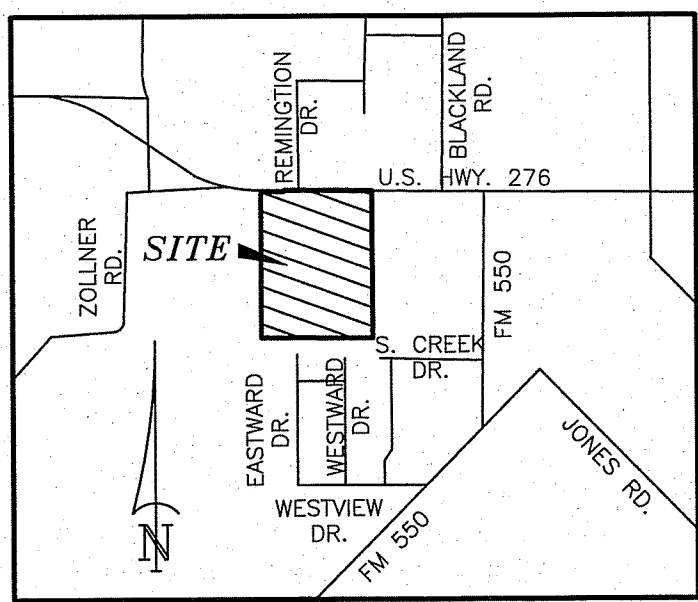 REMINGTON
DR.
BLACKLAND
RD.
U.S. HWY. 276
ZOLLNER
RD.
SITE
FM 550
S. CREEK
DR.
EASTWARD
DR.
WESTWARD
DR.
JONES RD.
WESTVIEW
DR.
FM 550
N